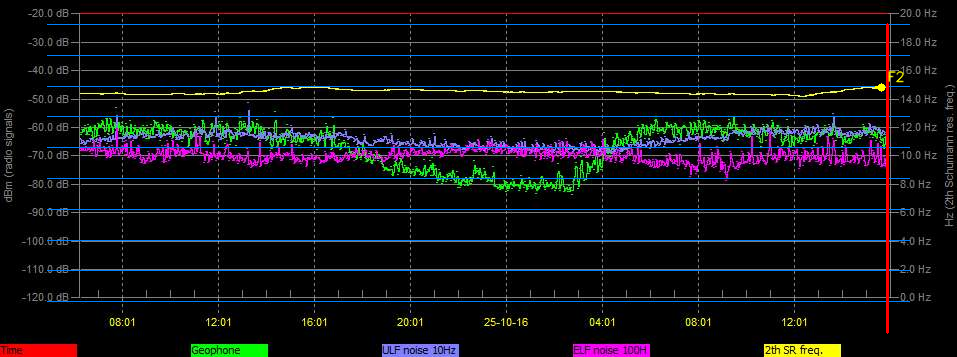 -20.0 dB 20.0 Hz
-30.0 dB 18.0 Hz
-40.0 dB 16.0 Hz
F2
-50.0 dB 14.0 Hz
-60.0 dB 12.0 Hz
-70.0 dB 10.0 Hz
-80.0 dB 8.0 Hz
-90.0 dB 6.0 Hz
-100.0 dB 4.0 Hz
-110.0 dB 2.0 Hz
-120.0 dB 0.0 Hz
dBm (radio signals)
Hz (2th Schumann res. freq.)
08:01 12:01 16:01 20:01 25-10-16 04:01 08:01 12:01
Time Geophone ULF noise 10Hz ELF noise 100H 2th SR freq.